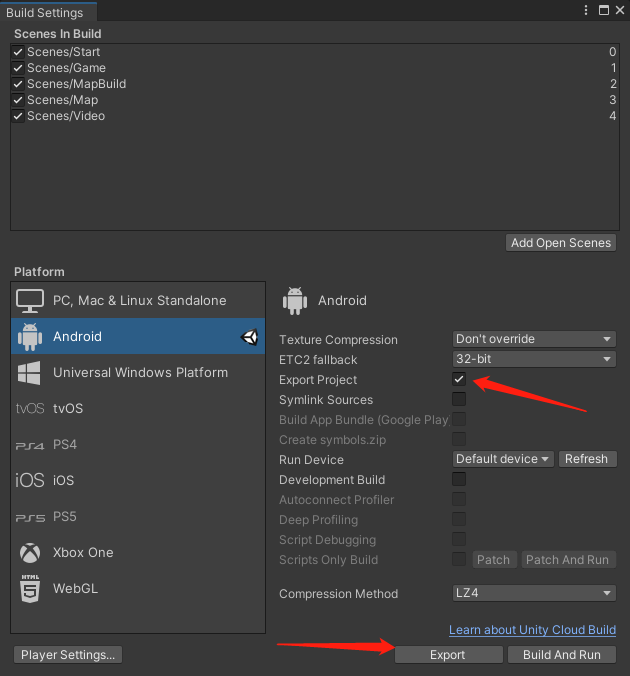 Build Settings
Scenes In Build
Scenes/Start 0
Scenes/Game 1
Scenes/MapBuild 2
Scenes/Map 3
Scenes/Video 4
Add Open Scenes
Platform
PC, Mac & Linux Standalone
Android
Universal Windows Platform
tvOS tvOS
PS4 PS4
iOS iOS
PS5 PS5
Xbox One
HTML 5 WebGL
Android
Texture Compression Don't override
ETC2 fallback 32-bit
Export Project
Symlink Sources
Build App Bundle (Google Play
Create symbols.zip
Run Device Default device Refresh
Development Build
Autoconnect Profiler
Deep Profiling
Script Debugging
Scripts Only Build Patch Patch And Run
Compression Method LZ4
Learn about Unity Cloud Build
Player Settings... Export Build And Run